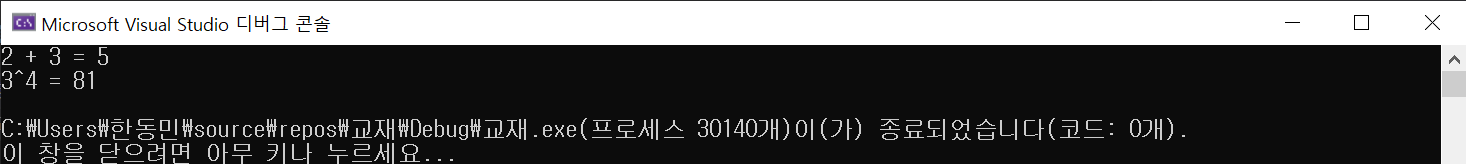 Microsoft Visual Studio 디버그 콘솔
2 + 3 = 5
3^4 = 81
C:₩Users₩한동민₩source₩repos₩교재₩Debug₩교재.exe(프로세스 30140개)이(가) 종료되었습니다(코드: 0개).
이 창을 닫으려면 아무 키나 누르세요...